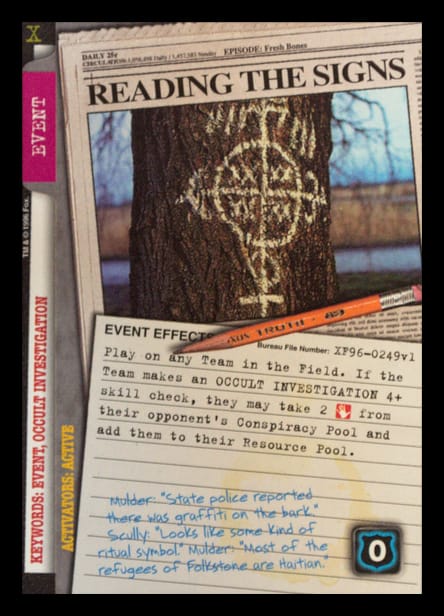 X
DAILY 25¢
EPISODE: Fresh Bones
READING THE SIGNS
EVENT
TM & © 1996 Fox.
KEYWORDS: EVENT, OCCULT INVESTIGATION
ACTIVATORS: ACTIVE
TRUTH
EVENT EFFECTS
Bureau File Number: XF96-0249v1
Play on any Team in the Field. If the
Team makes an OCCULT INVESTIGATION 4+
skill check, they may take 2 from
their opponent's Conspiracy Pool and
add them to their Resource Pool.
Mulder: "State police reported
there was graffiti on the bark."
Scully: "Looks like some kind of
ritual symbol." Mulder: "Most of the
refugees of Folkstone are Haitian."
0